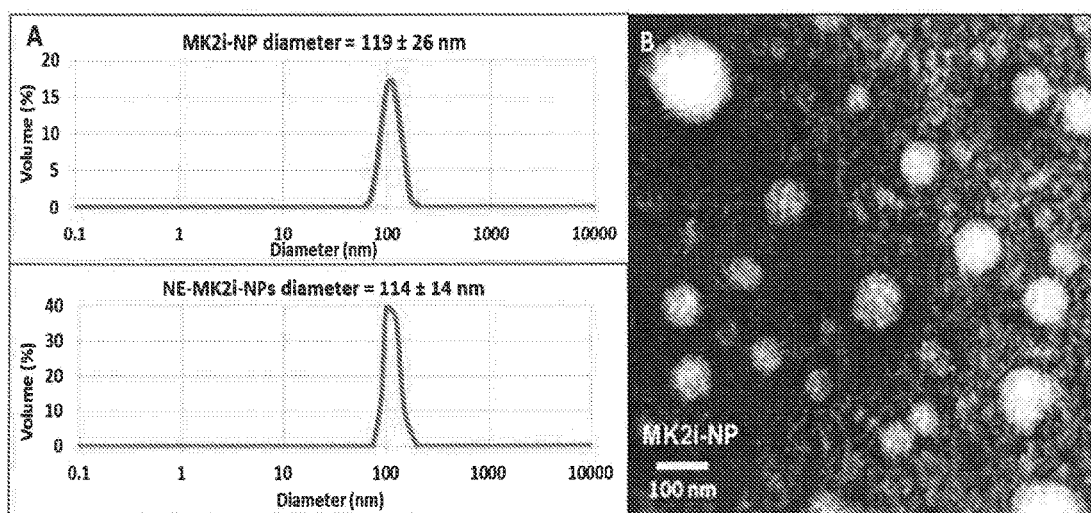 A
MK2i-NP diameter = 119 ± 26 nm
Volume (%)
20
15
10
5
0
0.1 1 10 100 1000 10000
Diameter (nm)
NE-MK2i-NPs diameter = 114 ± 14 nm
Volume (%)
40
30
20
10
0
0.1 1 10 100 1000 10000
Diameter (nm)
B
MK2i-NP
100 nm